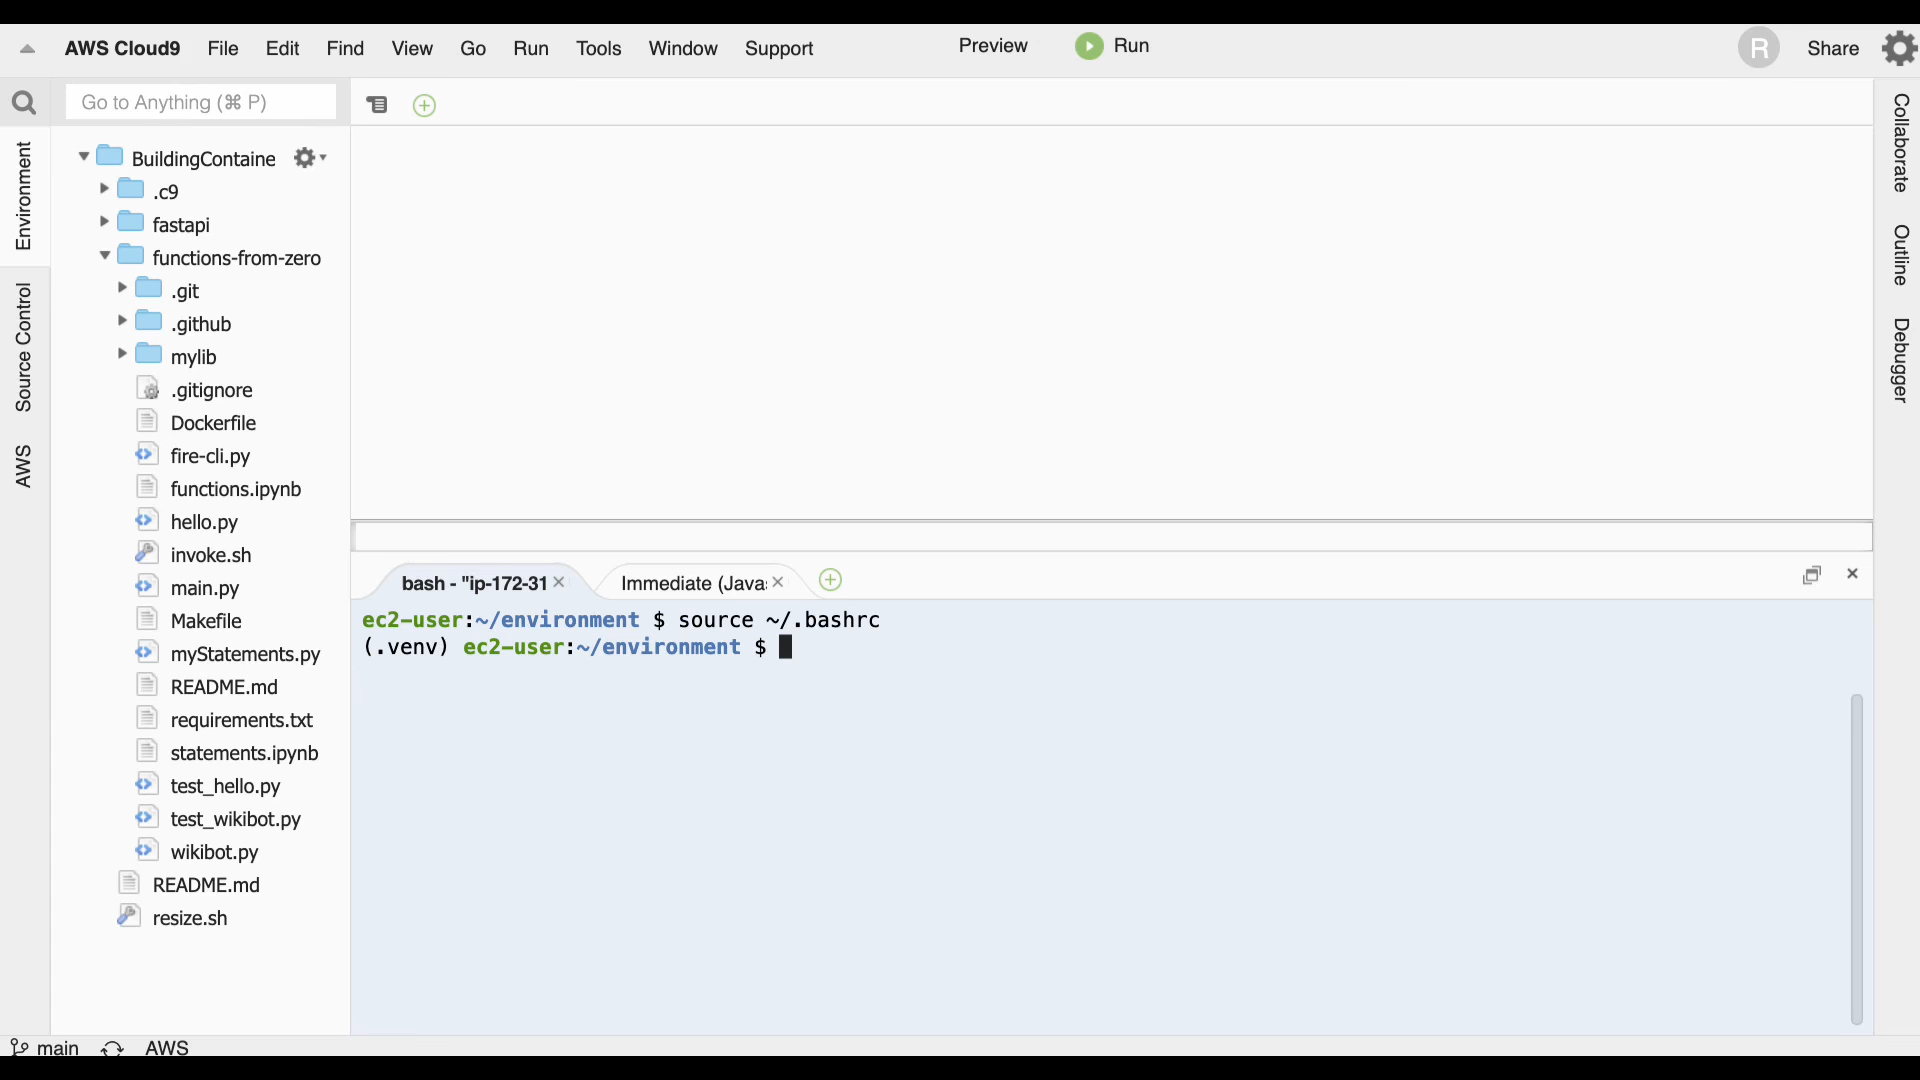 AWS Cloud9 File Edit Find View Go Run Tools Window Support Preview Run R Share
Go to Anything (⌘ P)
Environment
Source Control
AWS
BuildingContaine
.c9
fastapi
functions-from-zero
.git
.github
mylib
.gitignore
Dockerfile
fire-cli.py
functions.ipynb
hello.py
invoke.sh
main.py
Makefile
myStatements.py
README.md
requirements.txt
statements.ipynb
test_hello.py
test_wikibot.py
wikibot.py
README.md
resize.sh
bash - "ip-172-31 Immediate (Java
ec2-user:~/environment $ source ~/.bashrc
(.venv) ec2-user:~/environment $
Collaborate
Outline
Debugger
main AWS